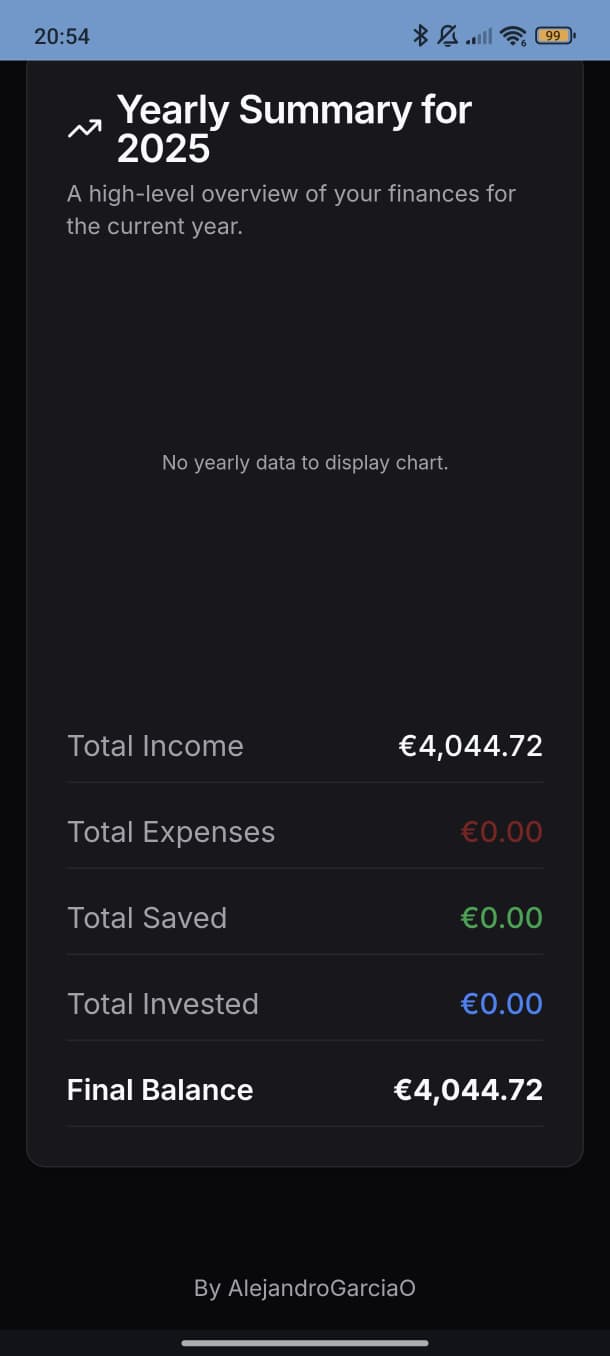 20:54
6
99
Yearly Summary for
2025
A high-level overview of your finances for
the current year.
No yearly data to display chart.
Total Income €4,044.72
Total Expenses €0.00
Total Saved €0.00
Total Invested €0.00
Final Balance €4,044.72
By AlejandroGarciaO